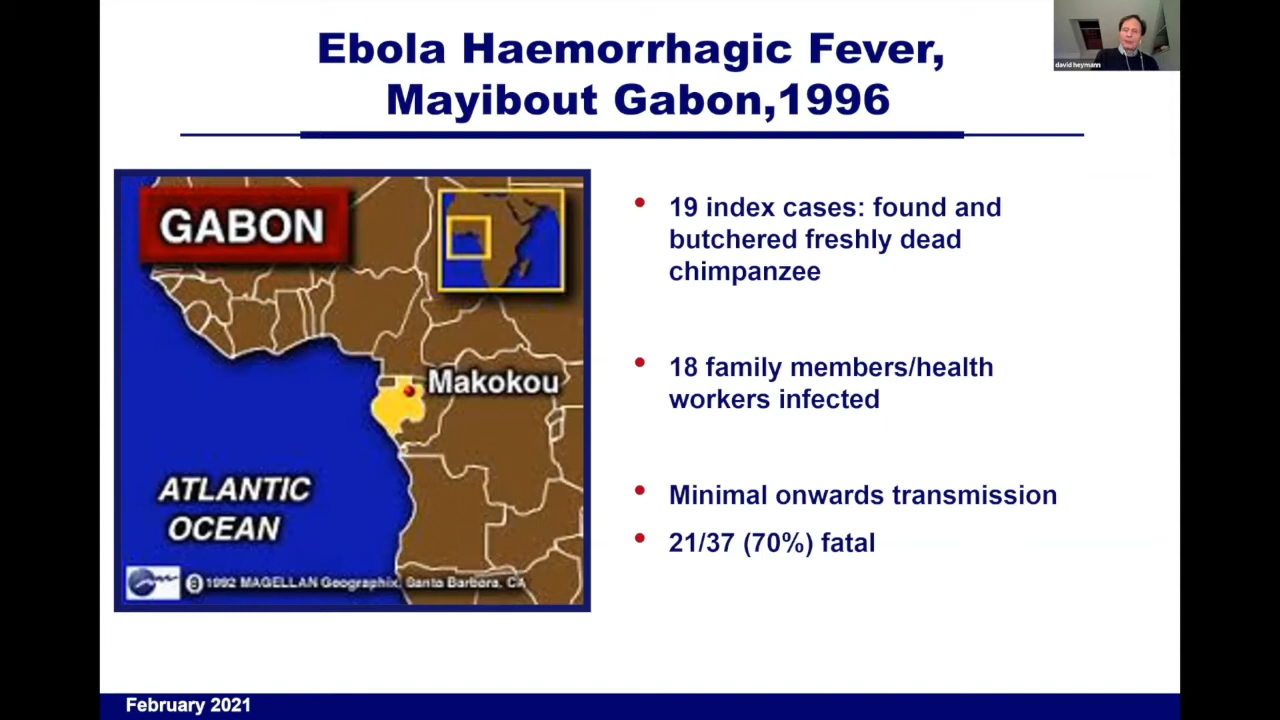 Ebola Haemorrhagic Fever,
Mayibout Gabon,1996
david heymann
GABON
Makokou
ATLANTIC
OCEAN
© 1992 MAGELLAN Geographix, Santa Barbara, CA
• 19 index cases: found and
butchered freshly dead
chimpanzee
• 18 family members/health
workers infected
• Minimal onwards transmission
• 21/37 (70%) fatal
February 2021